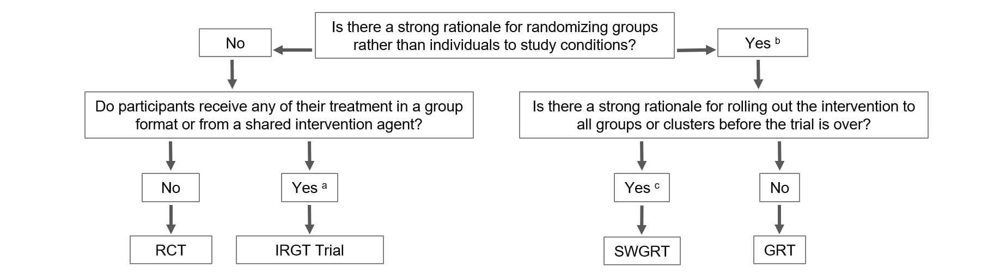 Is there a strong rationale for randomizing groups
rather than individuals to study conditions?
No
Yes b
Do participants receive any of their treatment in a group
format or from a shared intervention agent?
Is there a strong rationale for rolling out the intervention to
all groups or clusters before the trial is over?
No
Yes a
Yes c
No
RCT
IRGT Trial
SWGRT
GRT